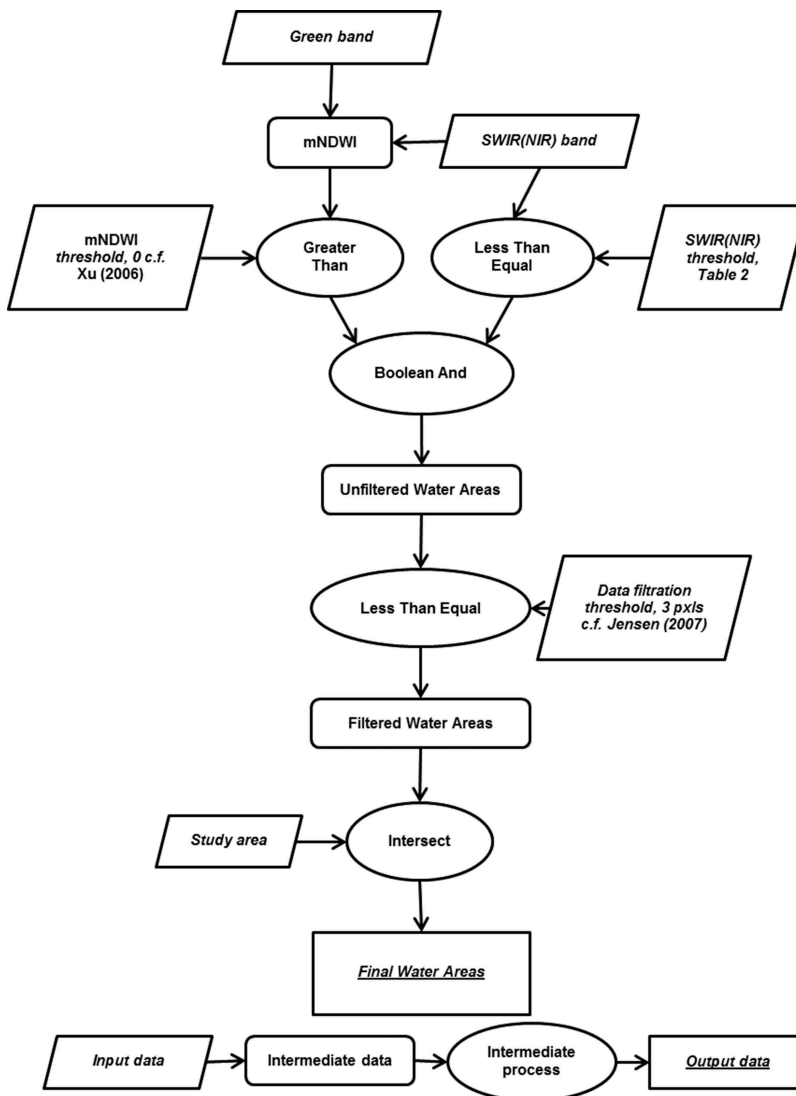 Green band
mNDWI
SWIR(NIR) band
mNDWI
threshold, 0 c.f.
Xu (2006)
Greater
Than
Less Than
Equal
SWIR(NIR)
threshold,
Table 2
Boolean And
Unfiltered Water Areas
Less Than Equal
Data filtration
threshold, 3 pxls
c.f. Jensen (2007)
Filtered Water Areas
Study area
Intersect
Final Water Areas
Input data
Intermediate data
Intermediate
process
Output data